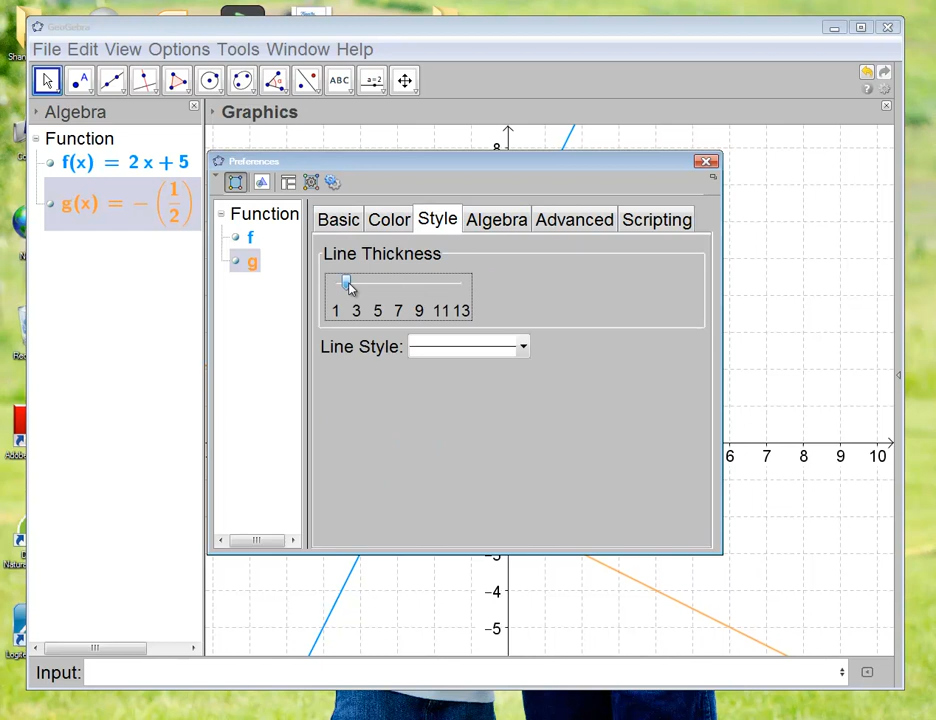 GeoGebra
File Edit View Options Tools Window Help
ABC
a=2
Algebra
Graphics
Function
f(x) = 2 x + 5
g(x) = - ( 1/2 )
8
Preferences
Function
f
g
Basic Color Style Algebra Advanced Scripting
Line Thickness
1 3 5 7 9 11 13
Line Style:
6 7 8 9 10
-4
-5
Input: